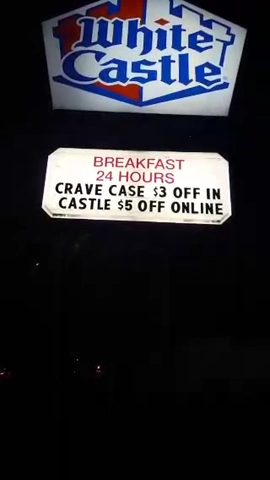 White
Castle
BREAKFAST
24 HOURS
CRAVE CASE $3 OFF IN
CASTLE $5 OFF ONLINE